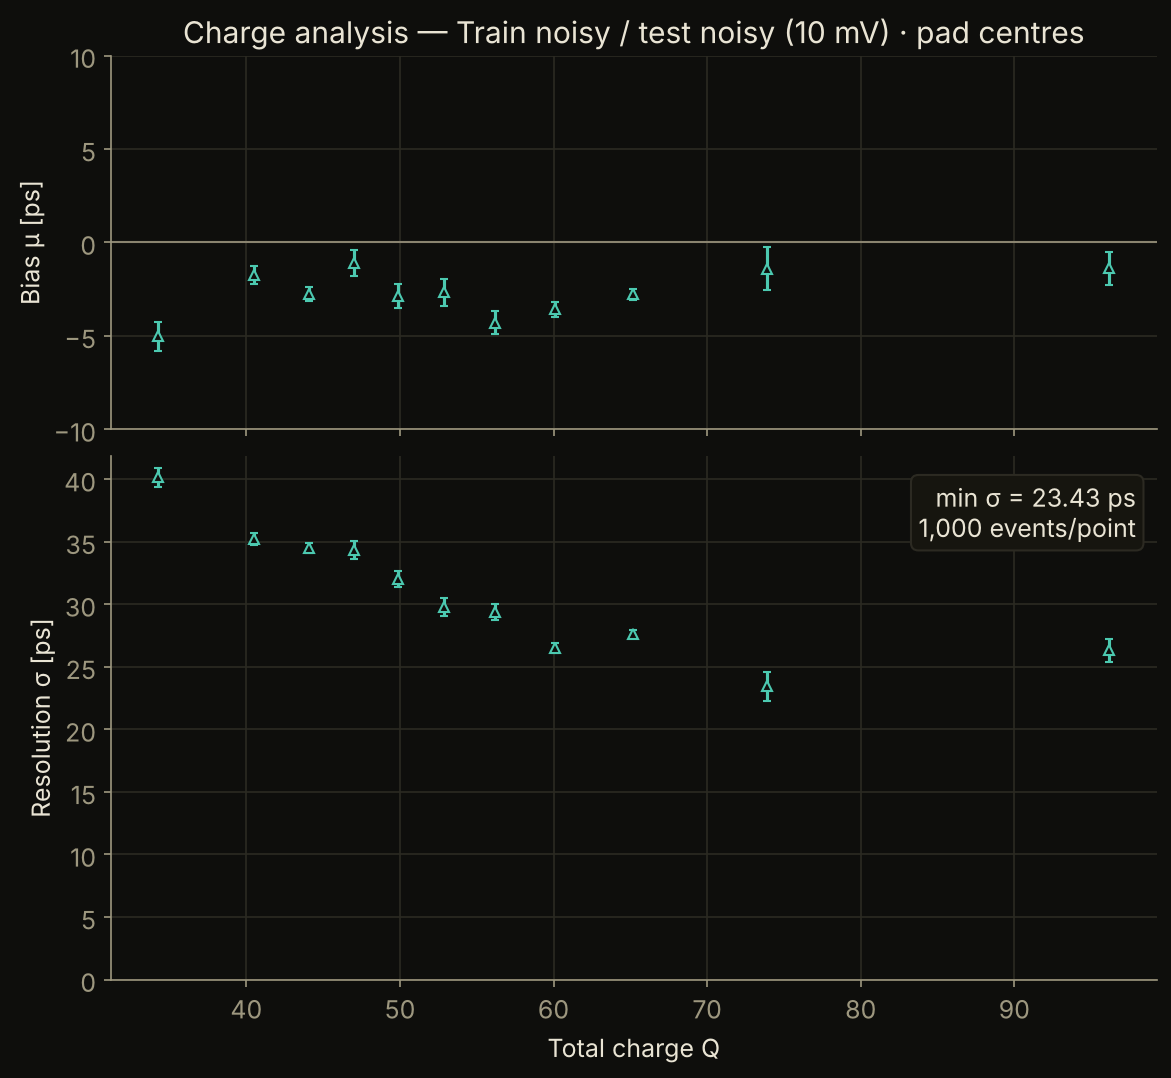 Charge analysis — Train noisy / test noisy (10 mV) · pad centres
10
5
0
−5
−10
Bias μ [ps]
40
35
30
25
20
15
10
5
0
Resolution σ [ps]
min σ = 23.43 ps
1,000 events/point
40 50 60 70 80 90
Total charge Q